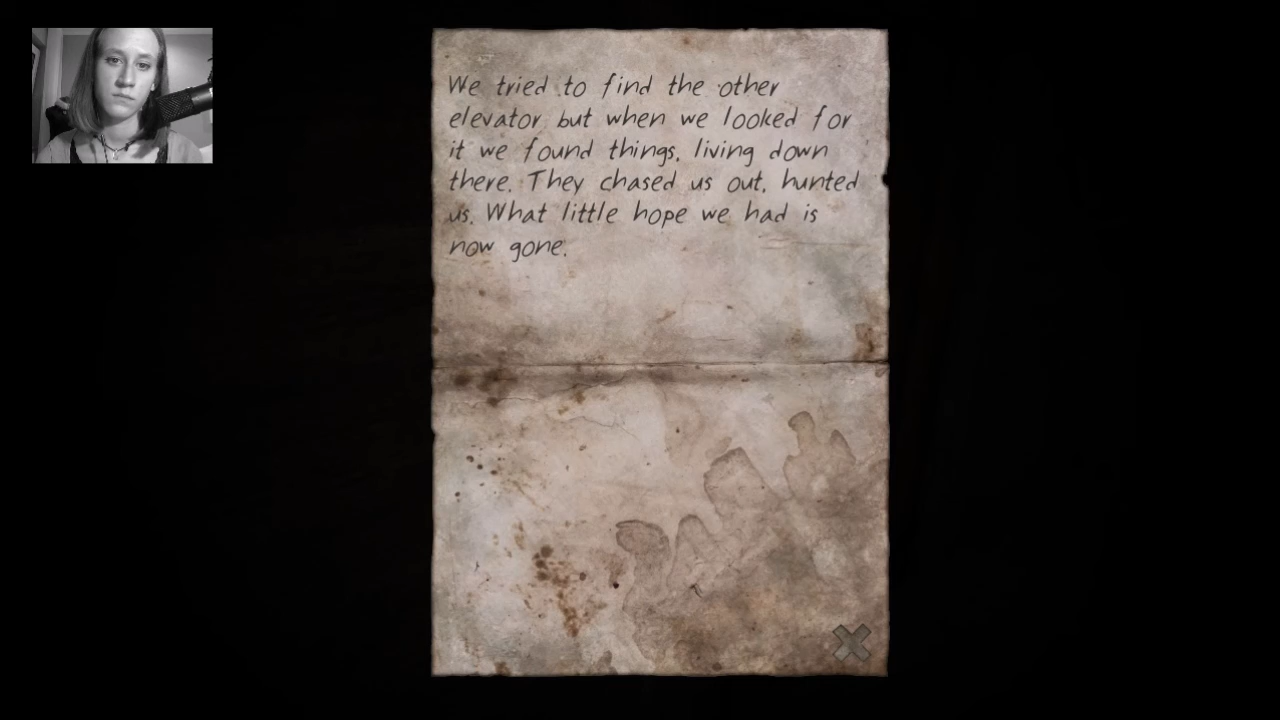 We tried to find the other
elevator but when we looked for
it we found things, living down
there. They chased us out, hunted
us. What little hope we had is
now gone.